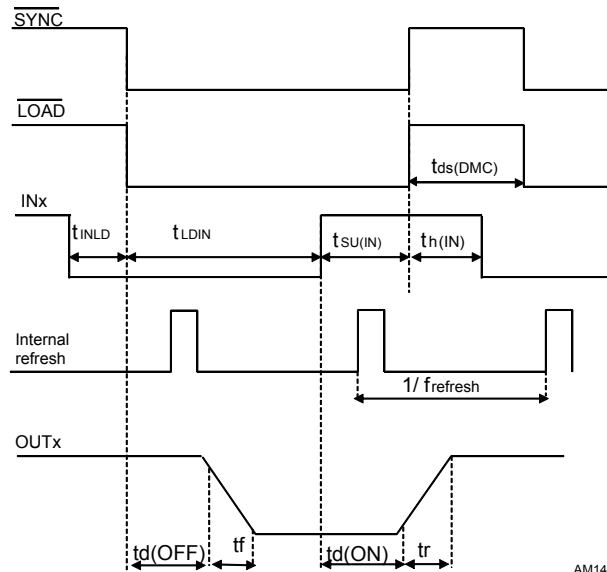 SYNC
LOAD
tds(DMC)
INx
tINLD
tLDIN
tSU(IN)
th(IN)
Internal
refresh
1/ frefresh
OUTx
td(OFF)
tf
td(ON)
tr
AM14